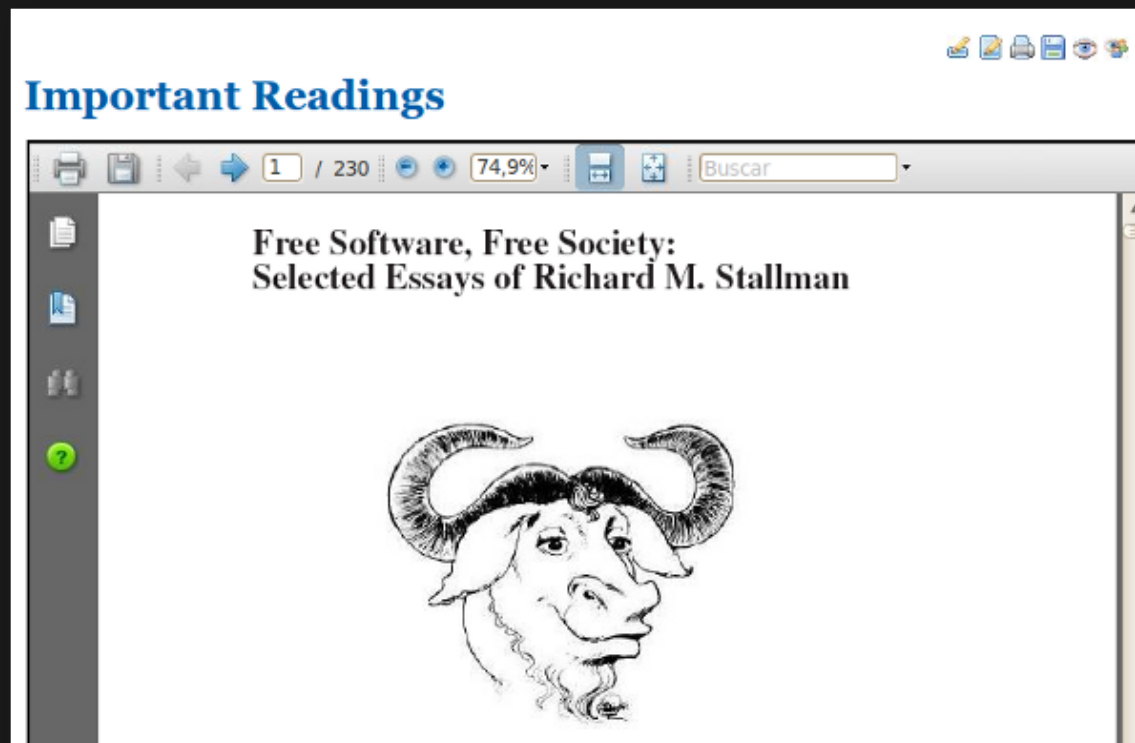 Important Readings
1 / 230 74,9% Buscar
Free Software, Free Society:
Selected Essays of Richard M. Stallman
?